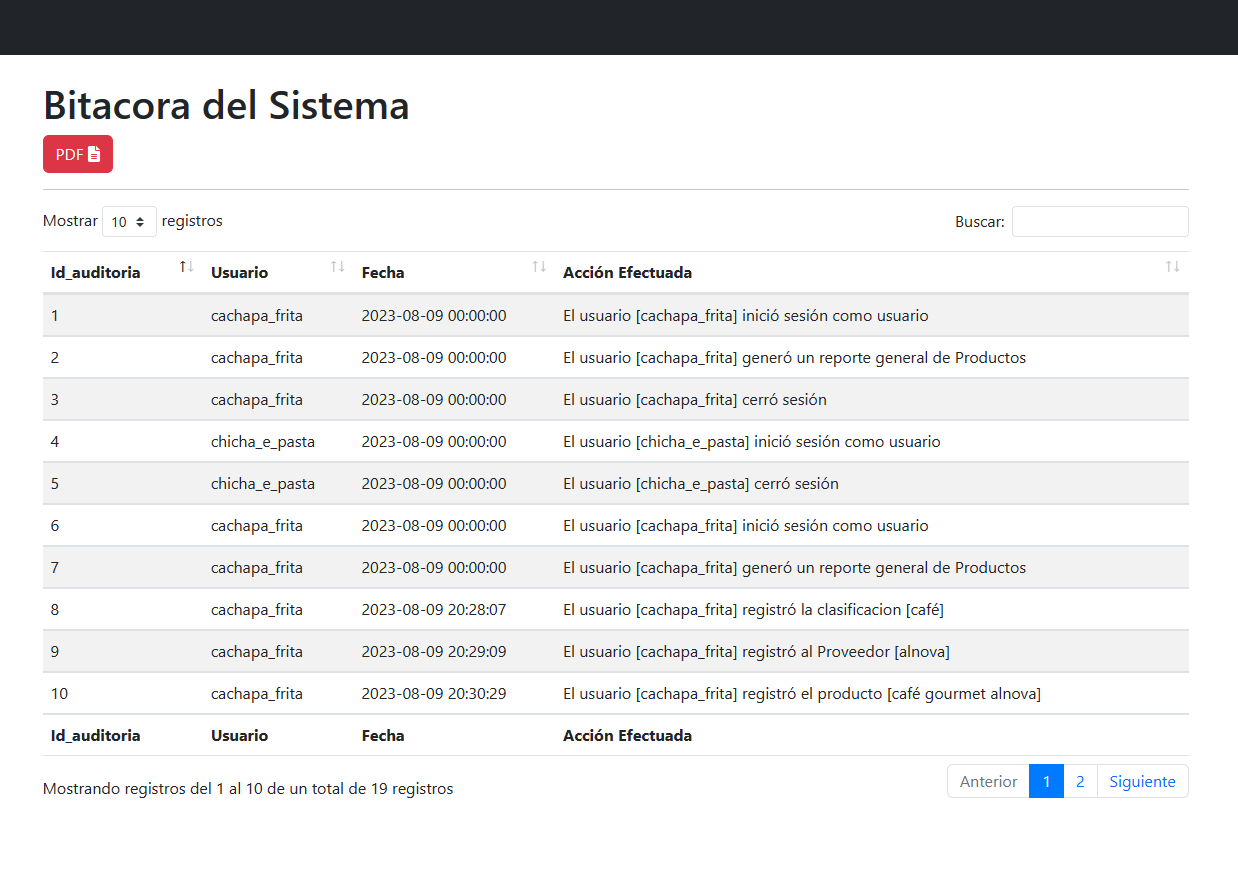 Bitacora del Sistema
PDF
Mostrar 10 registros Buscar:
Id_auditoria Usuario Fecha Acción Efectuada
1 cachapa_frita 2023-08-09 00:00:00 El usuario [cachapa_frita] inició sesión como usuario
2 cachapa_frita 2023-08-09 00:00:00 El usuario [cachapa_frita] generó un reporte general de Productos
3 cachapa_frita 2023-08-09 00:00:00 El usuario [cachapa_frita] cerró sesión
4 chicha_e_pasta 2023-08-09 00:00:00 El usuario [chicha_e_pasta] inició sesión como usuario
5 chicha_e_pasta 2023-08-09 00:00:00 El usuario [chicha_e_pasta] cerró sesión
6 cachapa_frita 2023-08-09 00:00:00 El usuario [cachapa_frita] inició sesión como usuario
7 cachapa_frita 2023-08-09 00:00:00 El usuario [cachapa_frita] generó un reporte general de Productos
8 cachapa_frita 2023-08-09 20:28:07 El usuario [cachapa_frita] registró la clasificacion [café]
9 cachapa_frita 2023-08-09 20:29:09 El usuario [cachapa_frita] registró al Proveedor [alnova]
10 cachapa_frita 2023-08-09 20:30:29 El usuario [cachapa_frita] registró el producto [café gourmet alnova]
Id_auditoria Usuario Fecha Acción Efectuada
Mostrando registros del 1 al 10 de un total de 19 registros Anterior 1 2 Siguiente